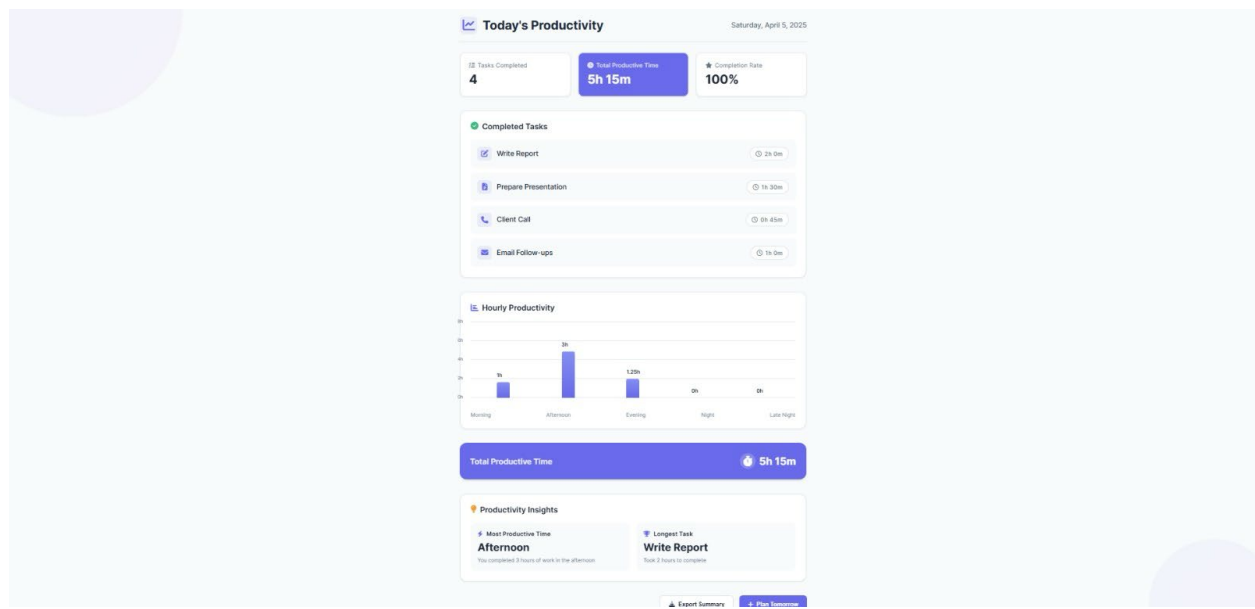 Today's Productivity
Saturday, April 5, 2025
Tasks Completed
4
Total Productive Time
5h 15m
Completion Rate
100%
Completed Tasks
Write Report
2h 0m
Prepare Presentation
1h 30m
Client Call
0h 45m
Email Follow-ups
1h 0m
Hourly Productivity
4h
2h
0h
1h
3h
1.25h
0h
0h
Morning
Afternoon
Evening
Night
Late Night
Total Productive Time
5h 15m
Productivity Insights
Most Productive Time
Afternoon
You completed 3 hours of work in the afternoon
Longest Task
Write Report
Took 2 hours to complete
Export Summary
+ Plan Tomorrow